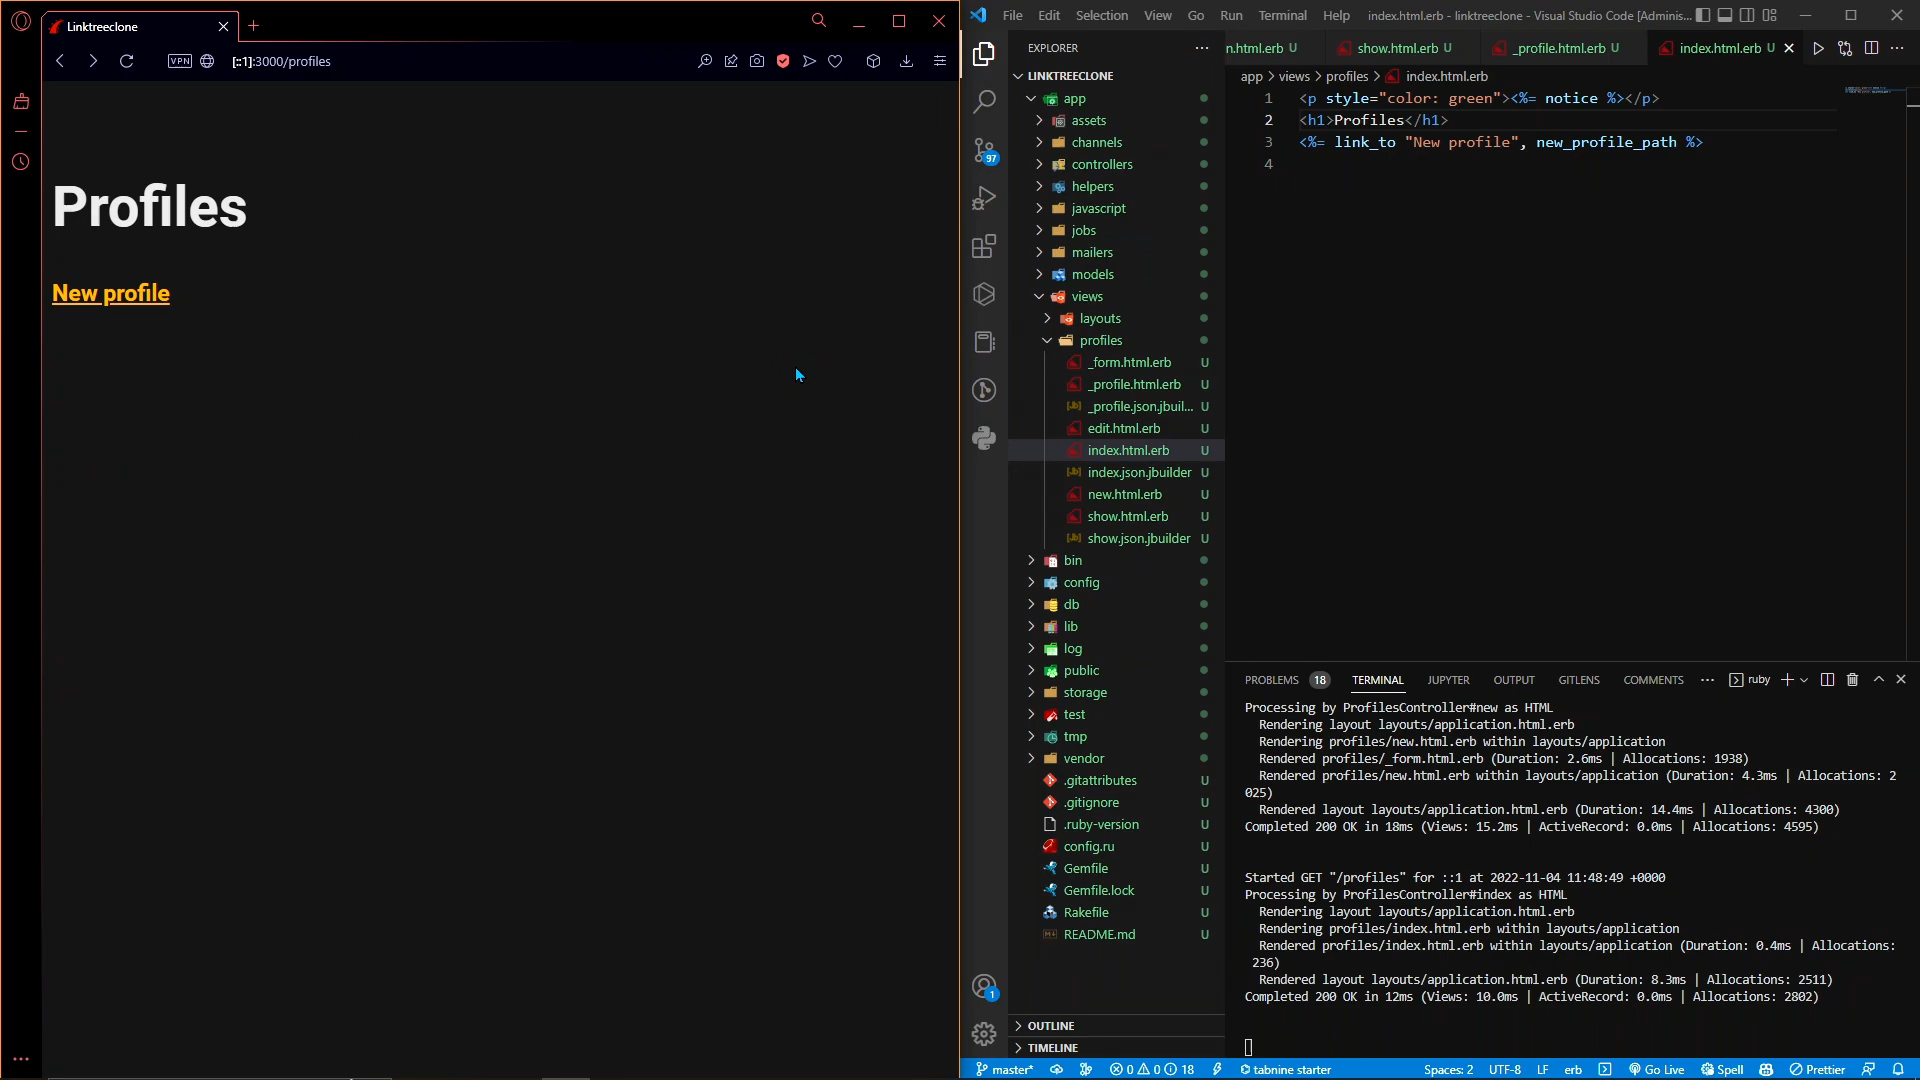 Linktreeclone
VPN
[::1]:3000/profiles
Profiles
New profile
File Edit Selection View Go Run Terminal Help
index.html.erb - linktreeclone - Visual Studio Code [Adminis...
EXPLORER
n.html.erb U
show.html.erb U
_profile.html.erb U
index.html.erb U
app > views > profiles > index.html.erb
97
1
LINKTREECLONE
app
assets
channels
controllers
helpers
javascript
jobs
mailers
models
views
layouts
profiles
_form.html.erb U
_profile.html.erb U
_profile.json.jbuil... U
edit.html.erb U
index.html.erb U
index.json.jbuilder U
new.html.erb U
show.html.erb U
show.json.jbuilder U
bin
config
db
lib
log
public
storage
test
tmp
vendor
.gitattributes U
.gitignore U
.ruby-version U
config.ru U
Gemfile U
Gemfile.lock U
Rakefile U
README.md U
OUTLINE
TIMELINE
1 <p style="color: green"><%= notice %></p>
2 <h1>Profiles</h1>
3 <%= link_to "New profile", new_profile_path %>
4
PROBLEMS 18 TERMINAL JUPYTER OUTPUT GITLENS COMMENTS ruby
Processing by ProfilesController#new as HTML
Rendering layout layouts/application.html.erb
Rendering profiles/new.html.erb within layouts/application
Rendered profiles/_form.html.erb (Duration: 2.6ms | Allocations: 1938)
Rendered profiles/new.html.erb within layouts/application (Duration: 4.3ms | Allocations: 2
025)
Rendered layout layouts/application.html.erb (Duration: 14.4ms | Allocations: 4300)
Completed 200 OK in 18ms (Views: 15.2ms | ActiveRecord: 0.0ms | Allocations: 4595)
Started GET "/profiles" for ::1 at 2022-11-04 11:48:49 +0000
Processing by ProfilesController#index as HTML
Rendering layout layouts/application.html.erb
Rendering profiles/index.html.erb within layouts/application
Rendered profiles/index.html.erb within layouts/application (Duration: 0.4ms | Allocations:
236)
Rendered layout layouts/application.html.erb (Duration: 8.3ms | Allocations: 2511)
Completed 200 OK in 12ms (Views: 10.0ms | ActiveRecord: 0.0ms | Allocations: 2802)
master* 0 0 18 tabnine starter Spaces: 2 UTF-8 LF erb Go Live Spell Prettier